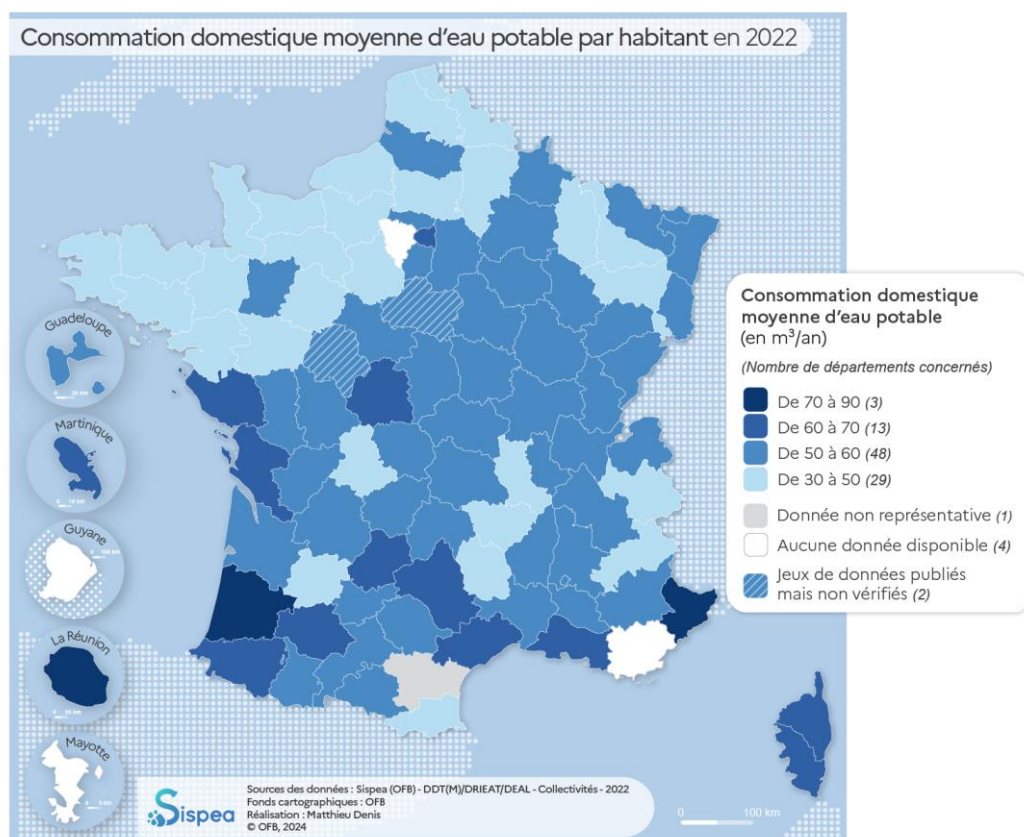 Consommation domestique moyenne d'eau potable par habitant en 2022
Guadeloupe
Martinique
Guyane
0 100 km
La Réunion
Mayotte
Consommation domestique
moyenne d'eau potable
(en m³/an)
(Nombre de départements concernés)
De 70 à 90 (3)
De 60 à 70 (13)
De 50 à 60 (48)
De 30 à 50 (29)
Donnée non représentative (1)
Aucune donnée disponible (4)
Jeux de données publiés
mais non vérifiés (2)
Sispea
Sources des données : Sispea (OFB) - DDT(M)/DRIEAT/DEAL - Collectivités - 2022
Fonds cartographiques : OFB
Réalisation : Matthieu Denis
© OFB, 2024
0 100 km